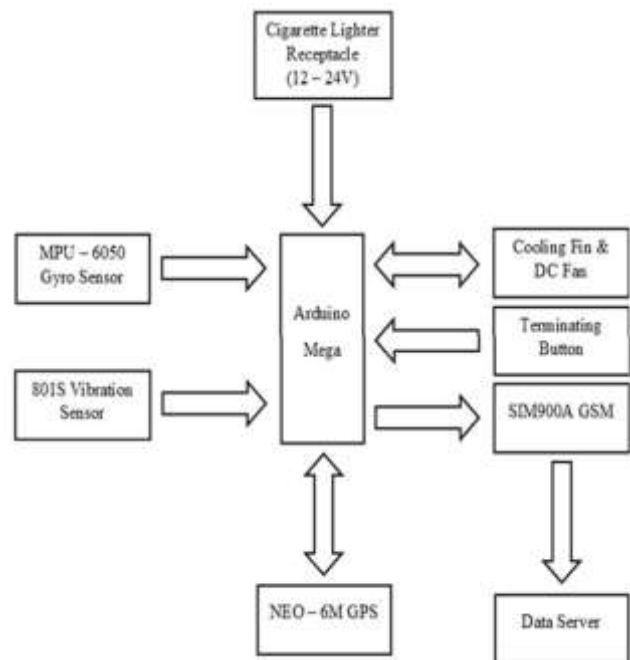 Cigarette Lighter
Receptacle
(12 – 24V)
MPU – 6050
Gyro Sensor
Cooling Fin &
DC Fan
Arduino
Mega
Terminating
Button
801S Vibration
Sensor
SIM900A GSM
NEO – 6M GPS
Data Server